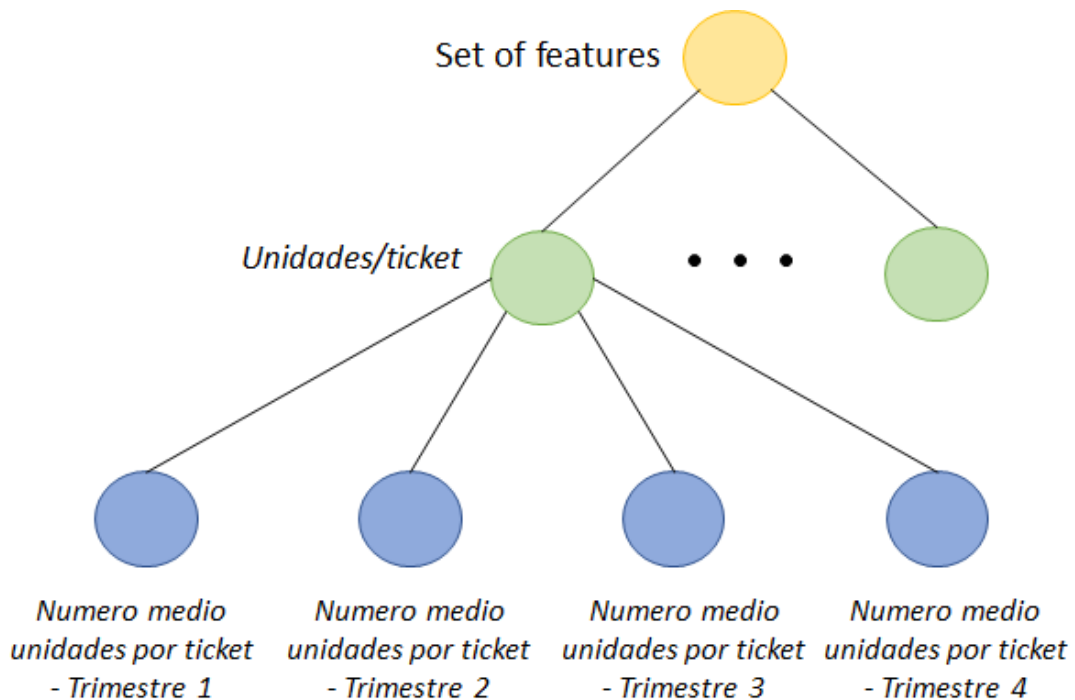 Set of features
Unidades/ticket
Numero medio
unidades por ticket
- Trimestre 1
Numero medio
unidades por ticket
- Trimestre 2
Numero medio
unidades por ticket
- Trimestre 3
Numero medio
unidades por ticket
- Trimestre 4